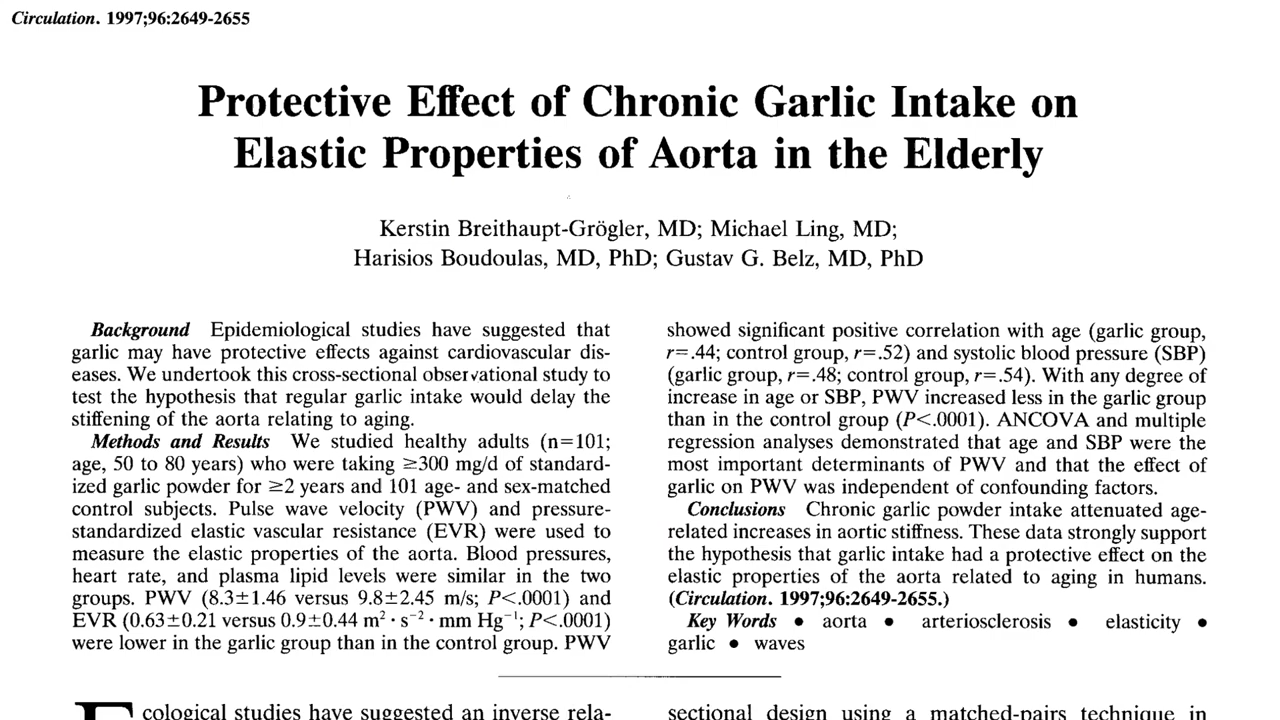 Circulation. 1997;96:2649-2655
Protective Effect of Chronic Garlic Intake on
Elastic Properties of Aorta in the Elderly
Kerstin Breithaupt-Grögler, MD; Michael Ling, MD;
Harisios Boudoulas, MD, PhD; Gustav G. Belz, MD, PhD
Background Epidemiological studies have suggested that
garlic may have protective effects against cardiovascular dis-
eases. We undertook this cross-sectional observational study to
test the hypothesis that regular garlic intake would delay the
stiffening of the aorta relating to aging.
Methods and Results We studied healthy adults (n=101;
age, 50 to 80 years) who were taking ≥300 mg/d of standard-
ized garlic powder for ≥2 years and 101 age- and sex-matched
control subjects. Pulse wave velocity (PWV) and pressure-
standardized elastic vascular resistance (EVR) were used to
measure the elastic properties of the aorta. Blood pressures,
heart rate, and plasma lipid levels were similar in the two
groups. PWV (8.3±1.46 versus 9.8±2.45 m/s; P<.0001) and
EVR (0.63±0.21 versus 0.9±0.44 m² · s⁻² · mm Hg⁻¹; P<.0001)
were lower in the garlic group than in the control group. PWV
showed significant positive correlation with age (garlic group,
r=.44; control group, r=.52) and systolic blood pressure (SBP)
(garlic group, r=.48; control group, r=.54). With any degree of
increase in age or SBP, PWV increased less in the garlic group
than in the control group (P<.0001). ANCOVA and multiple
regression analyses demonstrated that age and SBP were the
most important determinants of PWV and that the effect of
garlic on PWV was independent of confounding factors.
Conclusions Chronic garlic powder intake attenuated age-
related increases in aortic stiffness. These data strongly support
the hypothesis that garlic intake had a protective effect on the
elastic properties of the aorta related to aging in humans.
(Circulation. 1997;96:2649-2655.)
Key Words • aorta • arteriosclerosis • elasticity •
garlic • waves
Ecological studies have suggested an inverse rela-
sectional design using a matched-pairs technique in